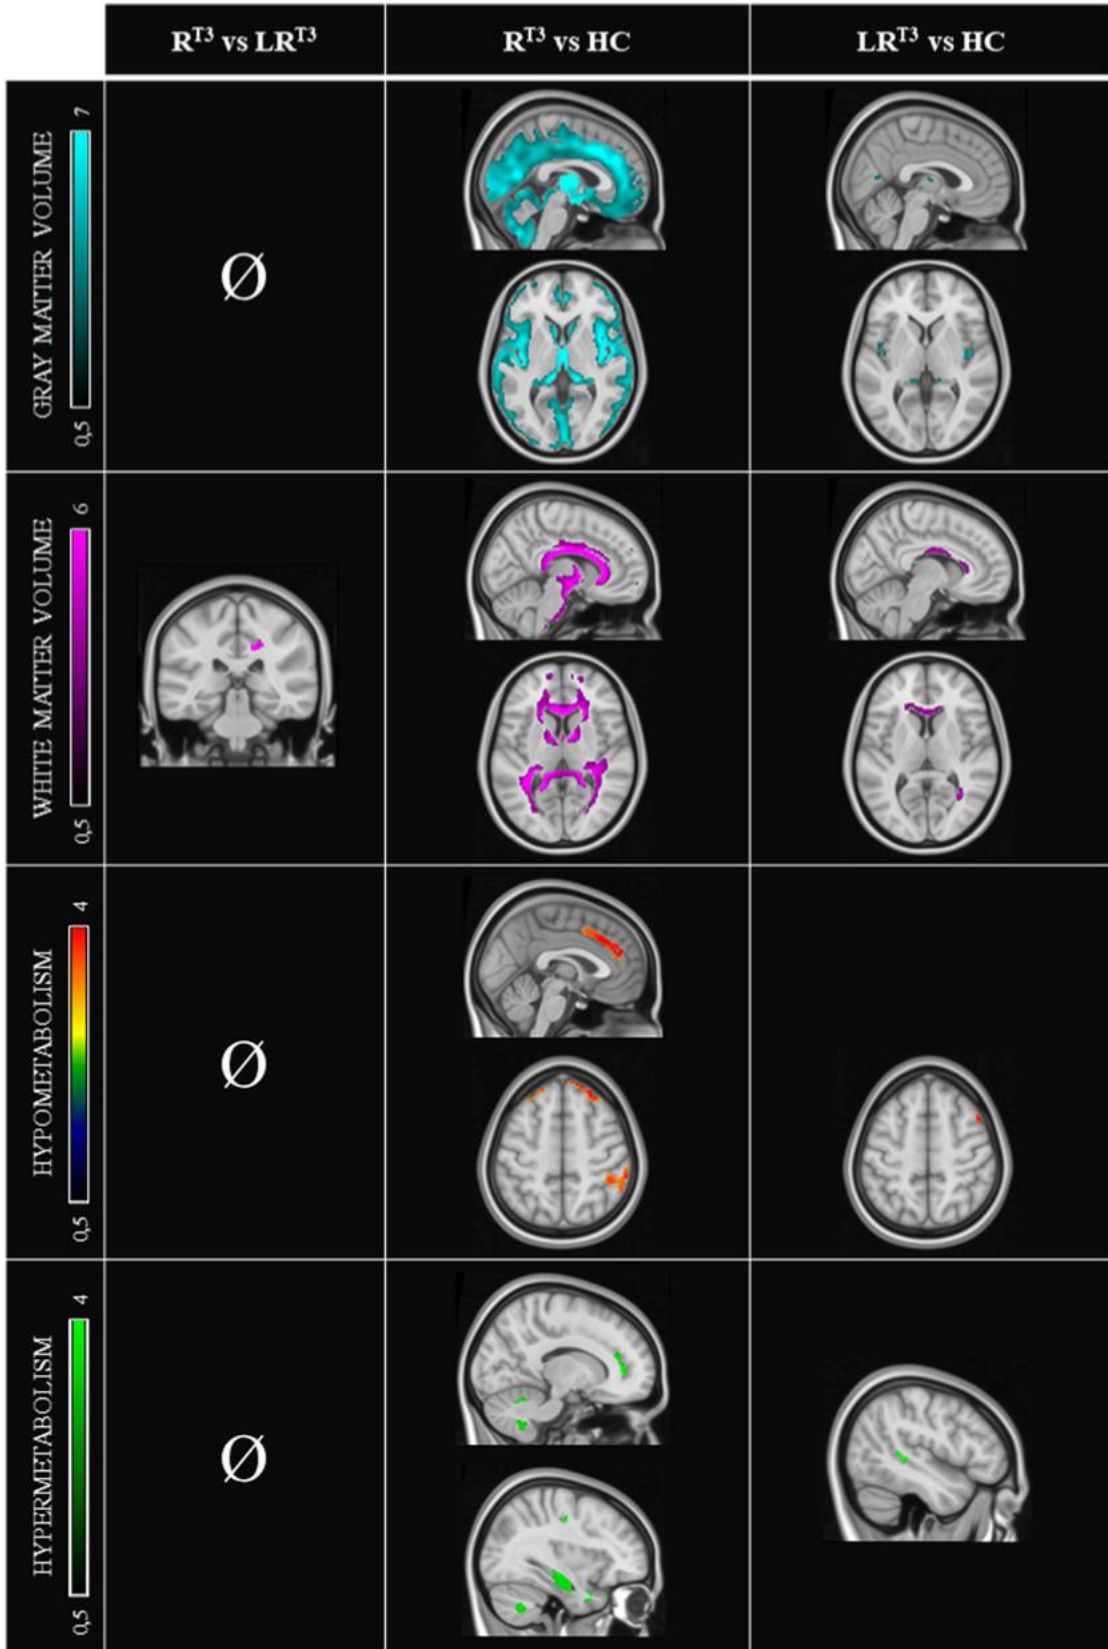 R^T3 vs LR^T3
R^T3 vs HC
LR^T3 vs HC
GRAY MATTER VOLUME
7
0,5
Ø
WHITE MATTER VOLUME
6
0,5
HYPOMETABOLISM
4
0,5
Ø
HYPERMETABOLISM
4
0,5
Ø